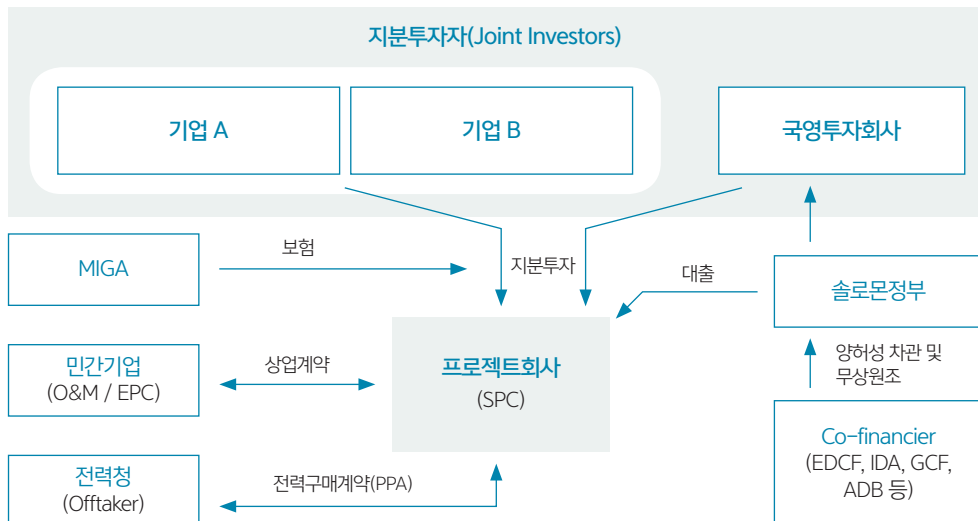 지분투자자(Joint Investors)
기업 A
기업 B
국영투자회사
MIGA
보험
지분투자
대출
솔로몬정부
민간기업
(O&M / EPC)
상업계약
프로젝트회사
(SPC)
양허성 차관 및
무상원조
전력청
(Offtaker)
전력구매계약(PPA)
Co-financier
(EDCF, IDA, GCF,
ADB 등)